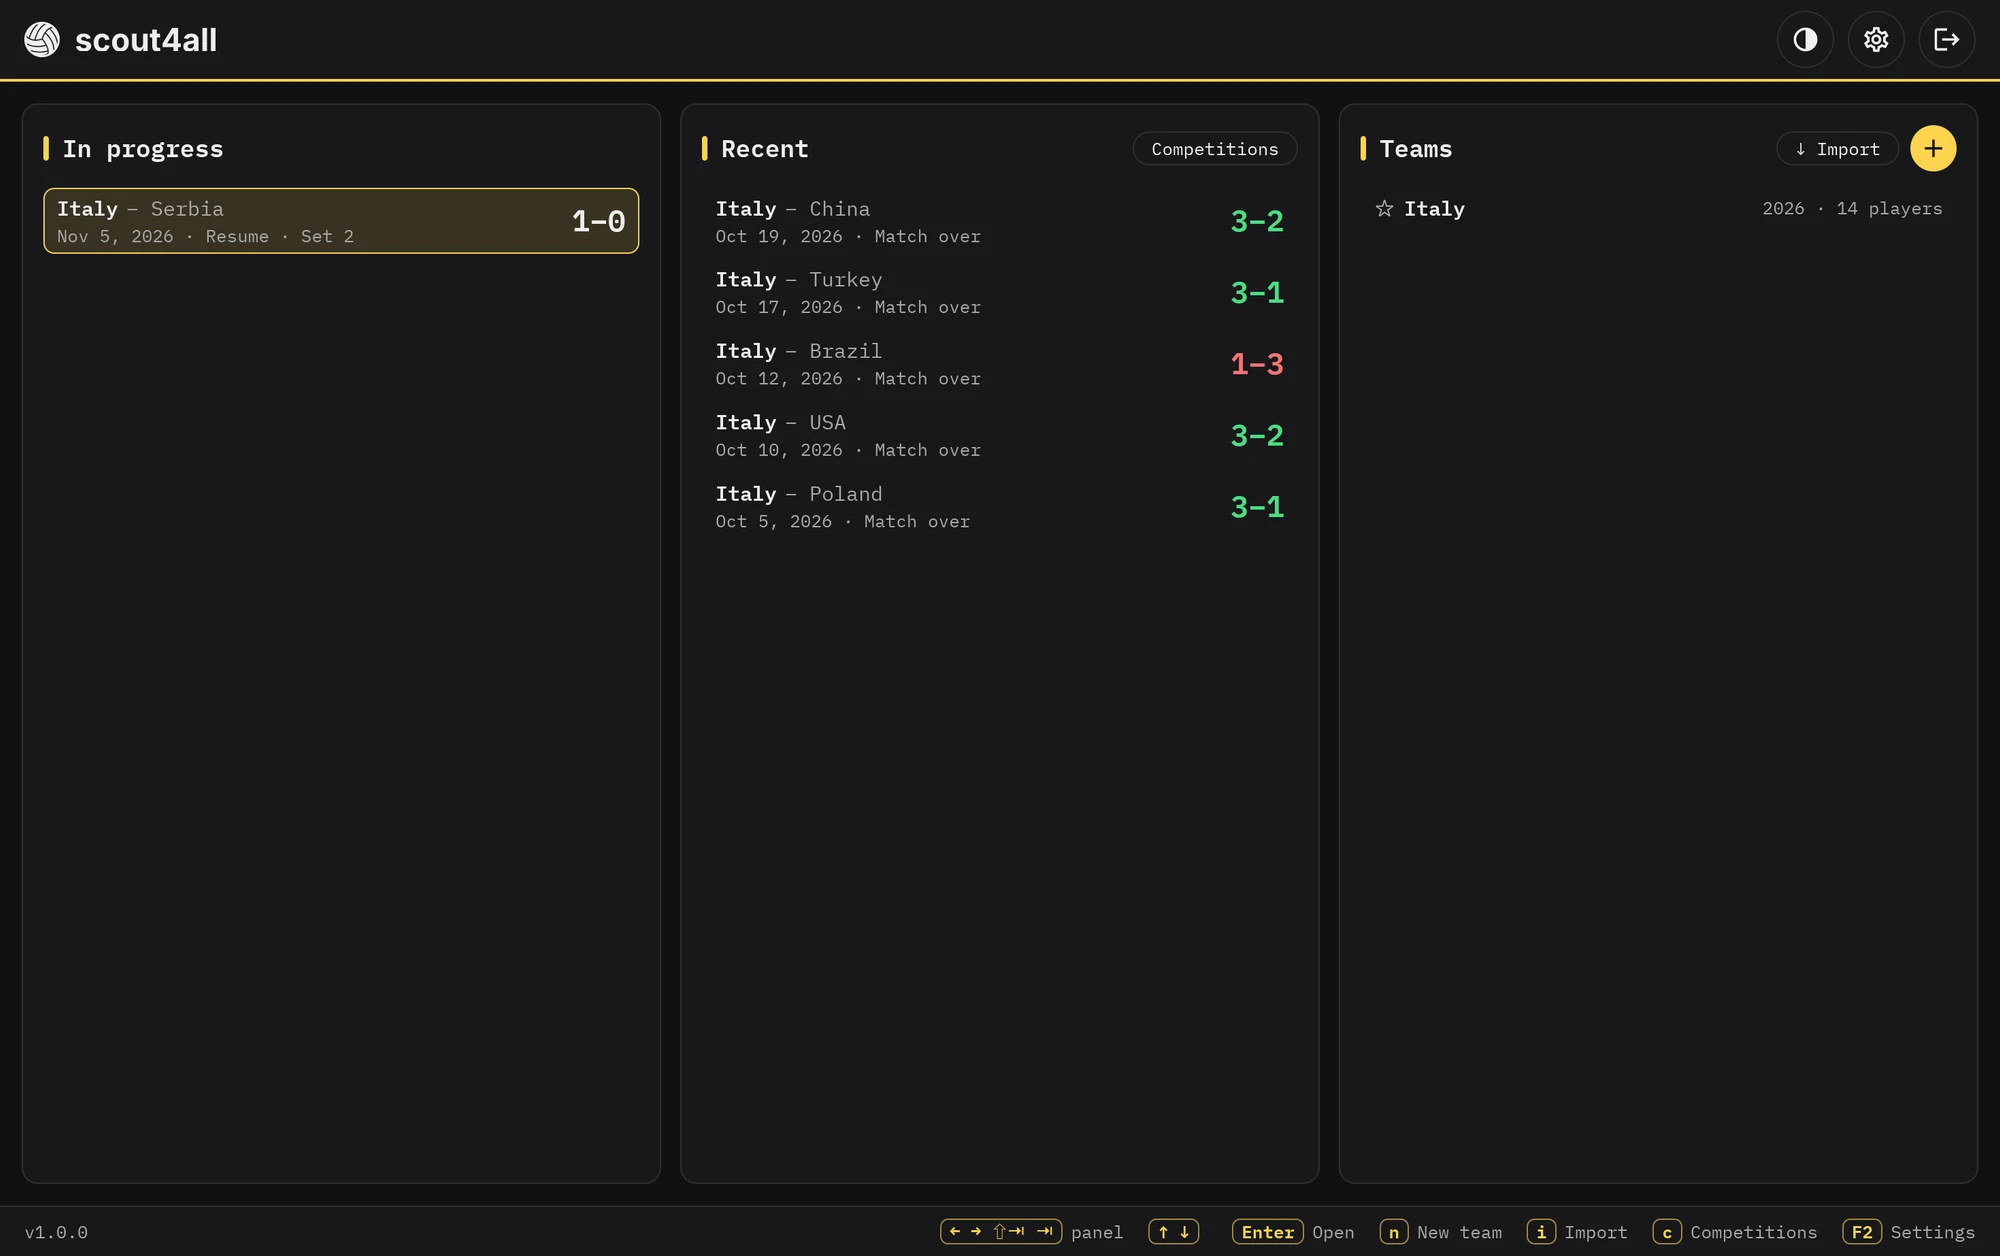 scout4all
In progress
Italy – Serbia
Nov 5, 2026 · Resume · Set 2
1–0
Recent
Competitions
Italy – China
Oct 19, 2026 · Match over
3–2
Italy – Turkey
Oct 17, 2026 · Match over
3–1
Italy – Brazil
Oct 12, 2026 · Match over
1–3
Italy – USA
Oct 10, 2026 · Match over
3–2
Italy – Poland
Oct 5, 2026 · Match over
3–1
Teams
↓ Import
+
☆ Italy
2026 · 14 players
v1.0.0
← → ⇧⇥ ⇥ panel ↑ ↓ Enter Open n New team i Import c Competitions F2 Settings